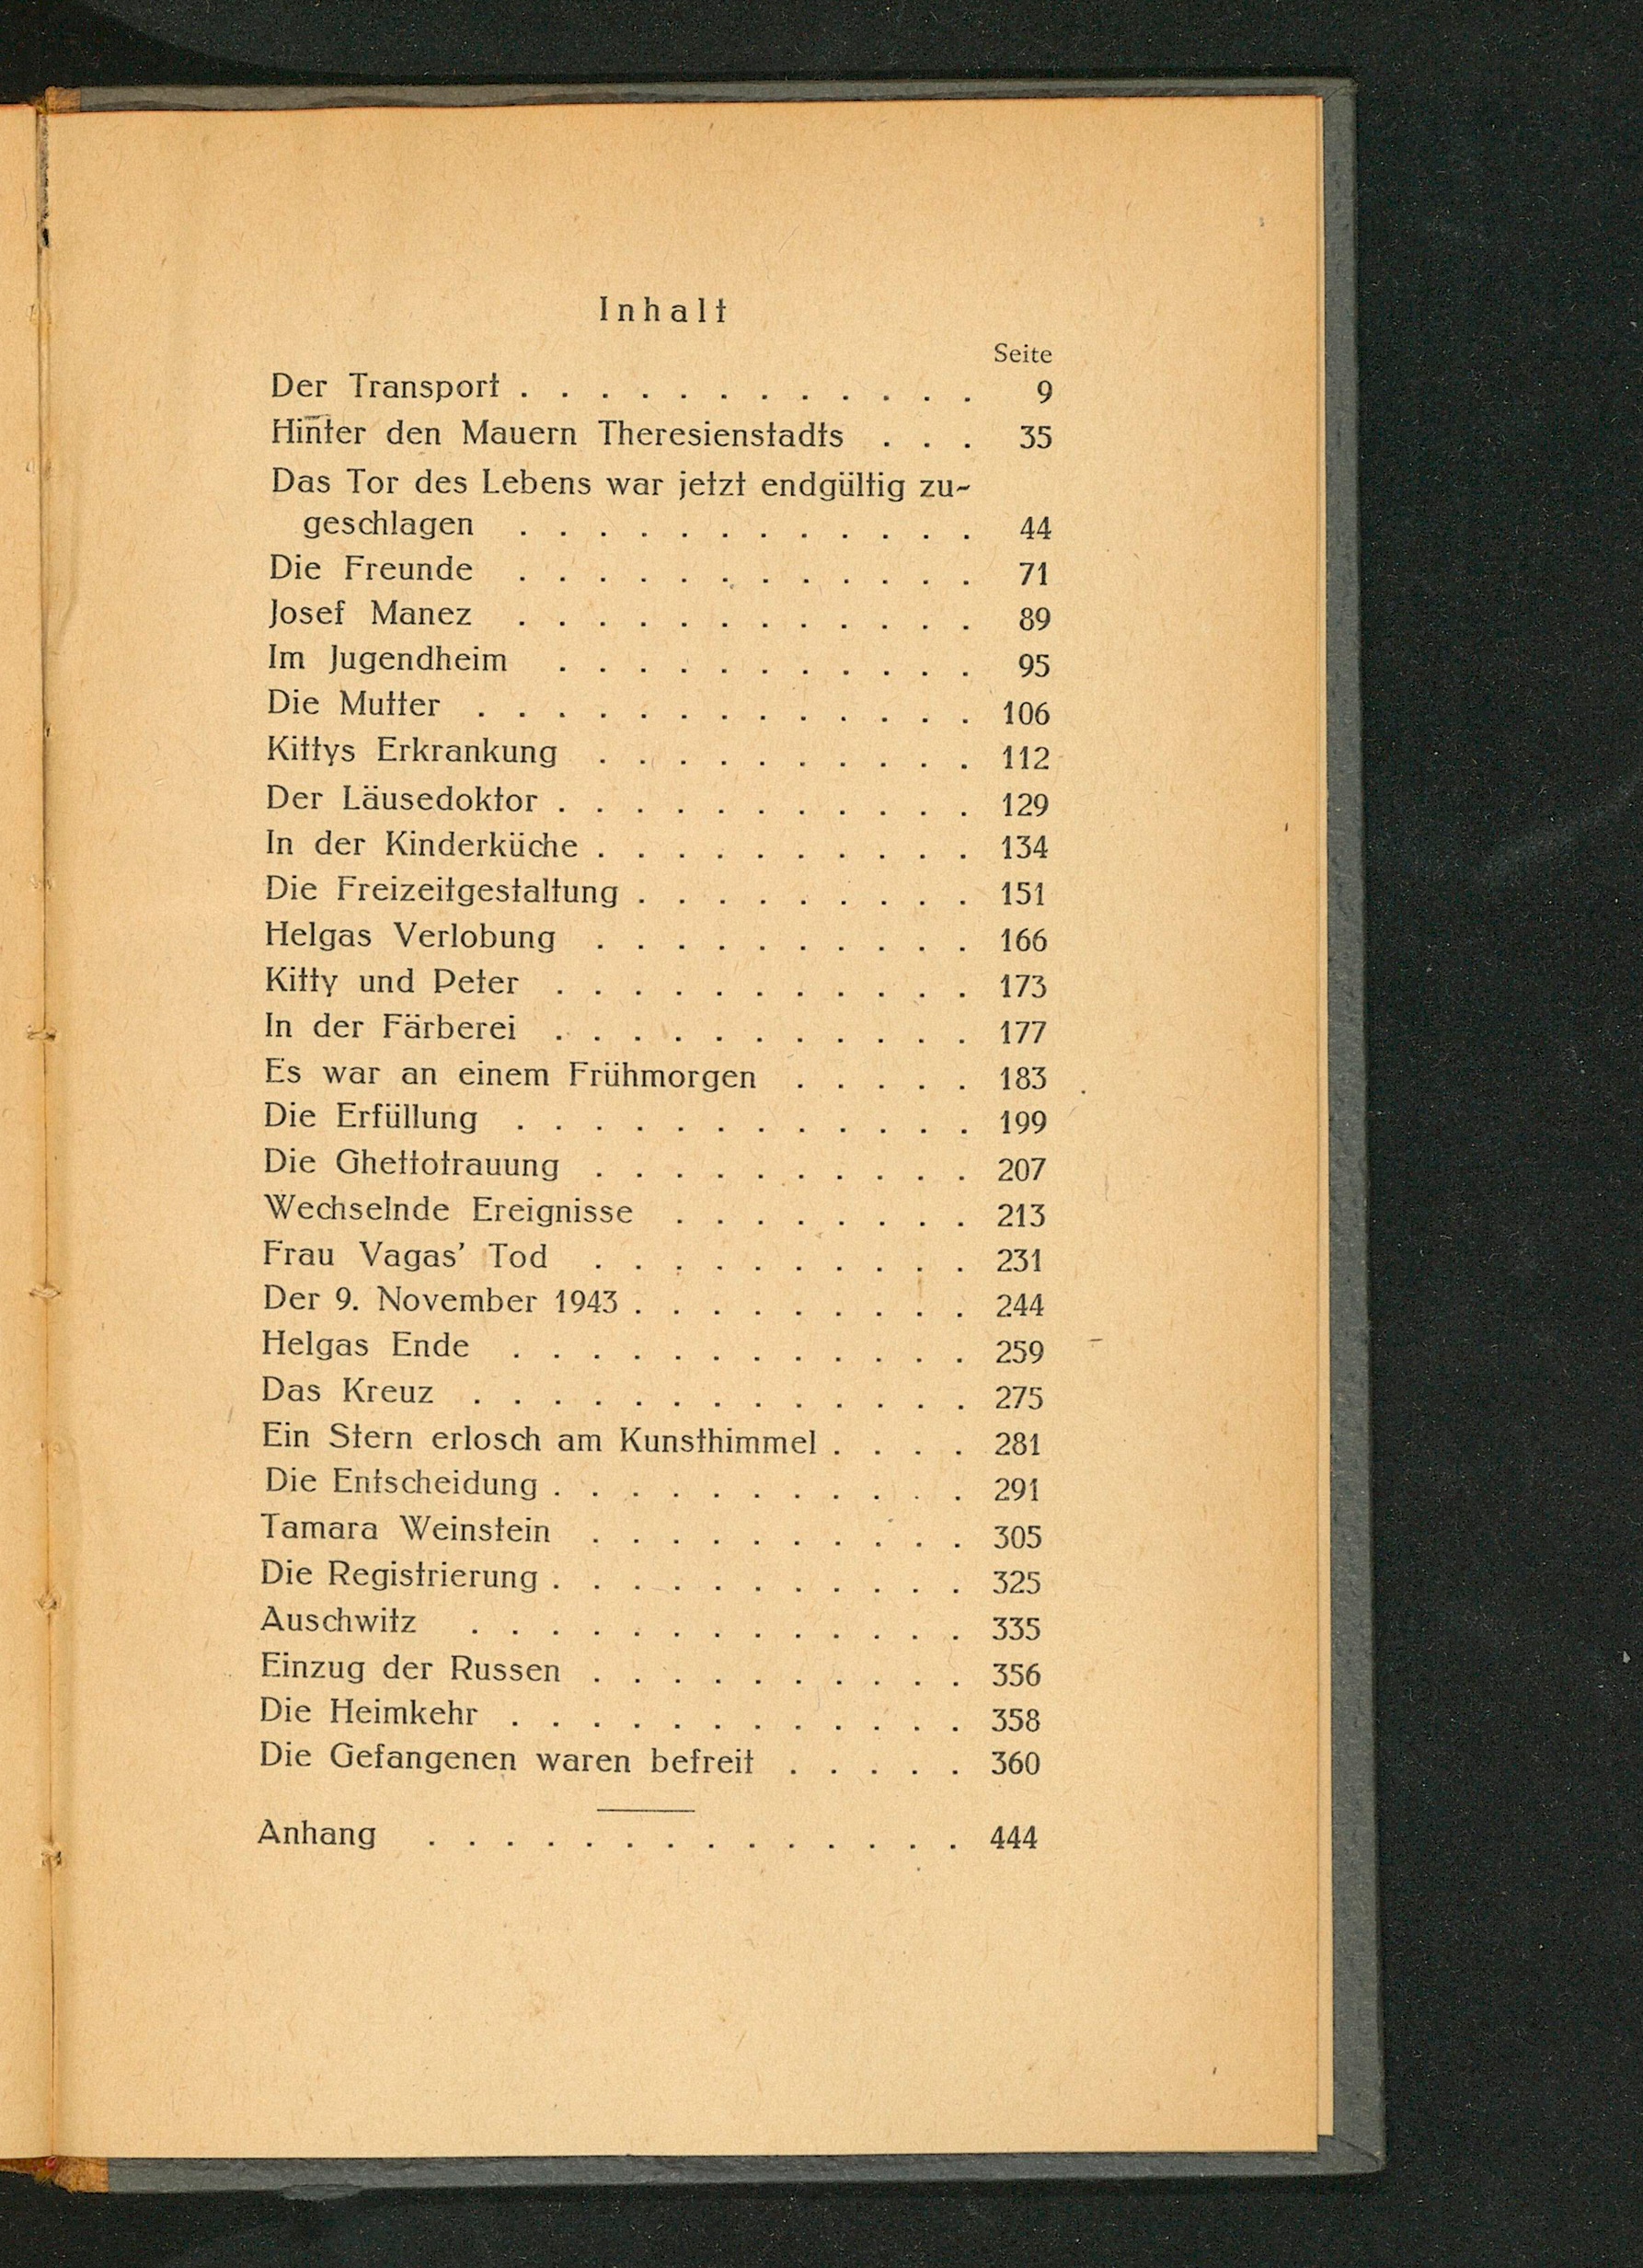 Inhalt
Seite
Der Transport . . . . . . . . . . . . 9
Hinter den Mauern Theresienstadts . . . 35
Das Tor des Lebens war jetzt endgültig zu-
geschlagen . . . . . . . . . . . . 44
Die Freunde . . . . . . . . . . . . 71
Josef Manez . . . . . . . . . . . . 89
Im Jugendheim . . . . . . . . . . . 95
Die Mutter . . . . . . . . . . . . . 106
Kittys Erkrankung . . . . . . . . . . 112
Der Läusedoktor . . . . . . . . . . . 129
In der Kinderküche . . . . . . . . . . 134
Die Freizeitgestaltung . . . . . . . . . 151
Helgas Verlobung . . . . . . . . . . 166
Kitty und Peter . . . . . . . . . . . 173
In der Färberei . . . . . . . . . . . 177
Es war an einem Frühmorgen . . . . . 183
Die Erfüllung . . . . . . . . . . . . 199
Die Ghettotrauung . . . . . . . . . . 207
Wechselnde Ereignisse . . . . . . . . 213
Frau Vagas’ Tod . . . . . . . . . . 231
Der 9. November 1943 . . . . . . . . . 244
Helgas Ende . . . . . . . . . . . . 259
Das Kreuz . . . . . . . . . . . . . 275
Ein Stern erlosch am Kunsthimmel . . . . 281
Die Entscheidung . . . . . . . . . . . 291
Tamara Weinstein . . . . . . . . . . 305
Die Registrierung . . . . . . . . . . . 325
Auschwitz . . . . . . . . . . . . . 335
Einzug der Russen . . . . . . . . . . 356
Die Heimkehr . . . . . . . . . . . . 358
Die Gefangenen waren befreit . . . . . 360
Anhang . . . . . . . . . . . . . . 444